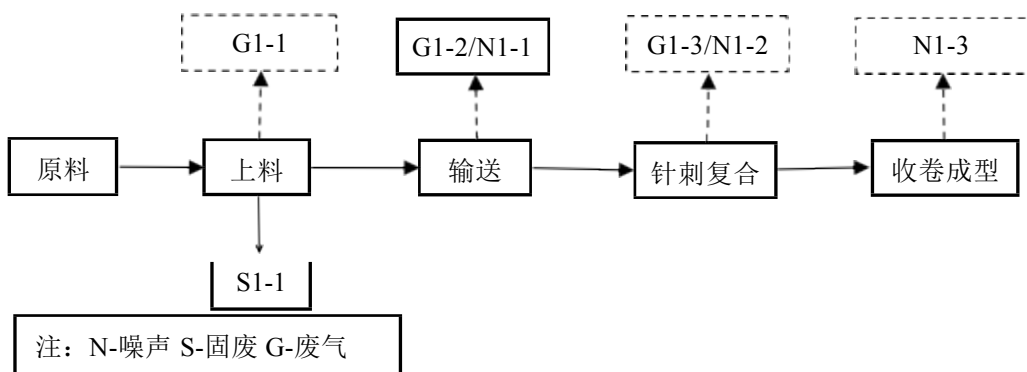 G1-1
G1-2/N1-1
G1-3/N1-2
N1-3
原料
上料
输送
针刺复合
收卷成型
S1-1
注：N-噪声 S-固废 G-废气